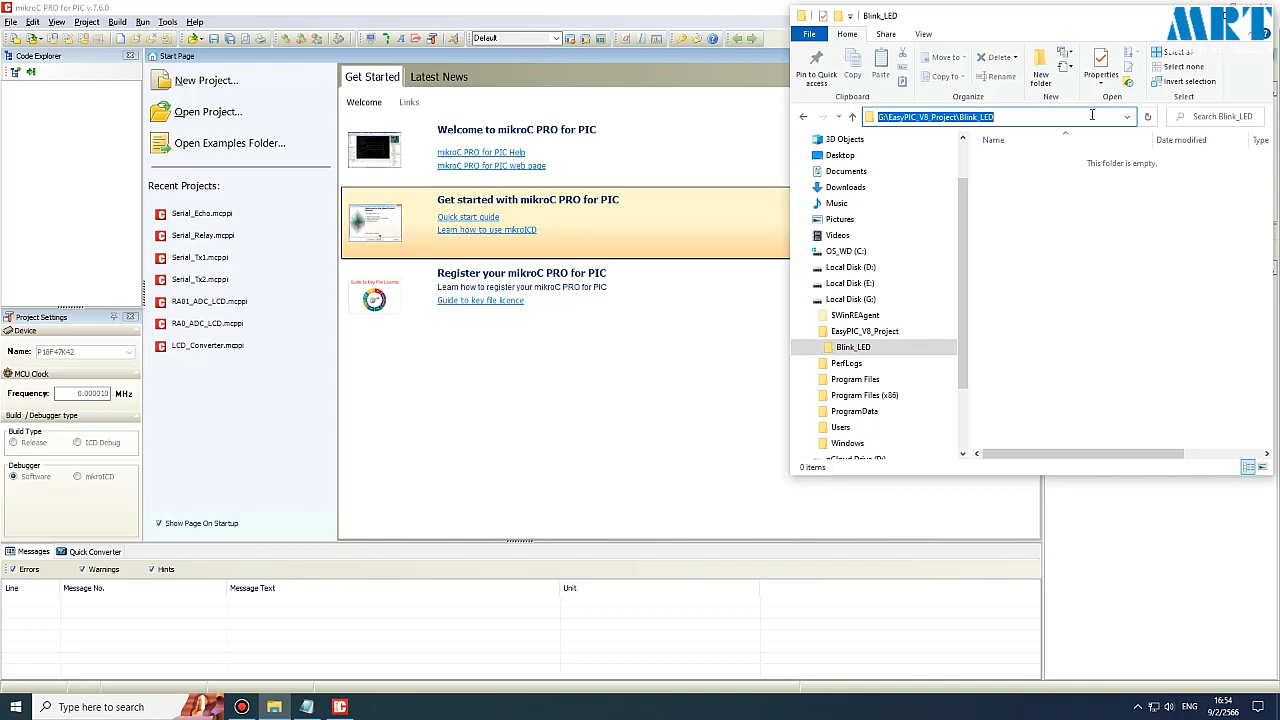 mikroC PRO for PIC v.7.6.0
File Edit View Project Build Run Tools Help
Default
Code Explorer
Start Page
New Project...
Open Project...
Open Examples Folder...
Recent Projects:
Serial_Echo.mcppi
Serial_Relay.mcppi
Serial_Tx1.mcppi
Serial_Tx2.mcppi
RA01_ADC_LCD.mcppi
RA0_ADC_LCD.mcppi
LCD_Converter.mcppi
Show Page On Startup
Get Started Latest News
Welcome Links
Welcome to mikroC PRO for PIC
mikroC PRO for PIC Help
mikroC PRO for PIC web page
Get started with mikroC PRO for PIC
Quick start guide
Learn how to use mikroICD
Register your mikroC PRO for PIC
Learn how to register your mikroC PRO for PIC
Guide to key file licence
Project Settings
Device
Name: P18F47K42
MCU Clock
Frequency: 0.000010 MHz
Build / Debugger type
Build Type
Release ICD Debug
Debugger
Software mikroICD
Messages Quick Converter
Errors Warnings Hints
Line Message No. Message Text Unit
Blink_LED
MRT
File Home Share View
Pin to Quick access
Copy
Paste
Clipboard
Move to
Copy to
Delete
Rename
Organize
New folder
New
Properties
Open
Select all
Select none
Invert selection
Select
G:\EasyPIC_V8_Project\Blink_LED
Search Blink_LED
Name Date modified Type
This folder is empty.
3D Objects
Desktop
Documents
Downloads
Music
Pictures
Videos
OS_WD (C:)
Local Disk (D:)
Local Disk (E:)
Local Disk (G:)
$WinREAgent
EasyPIC_V8_Project
Blink_LED
PerfLogs
Program Files
Program Files (x86)
ProgramData
Users
Windows
0 items
Type here to search
ENG
16:54
9/2/2566